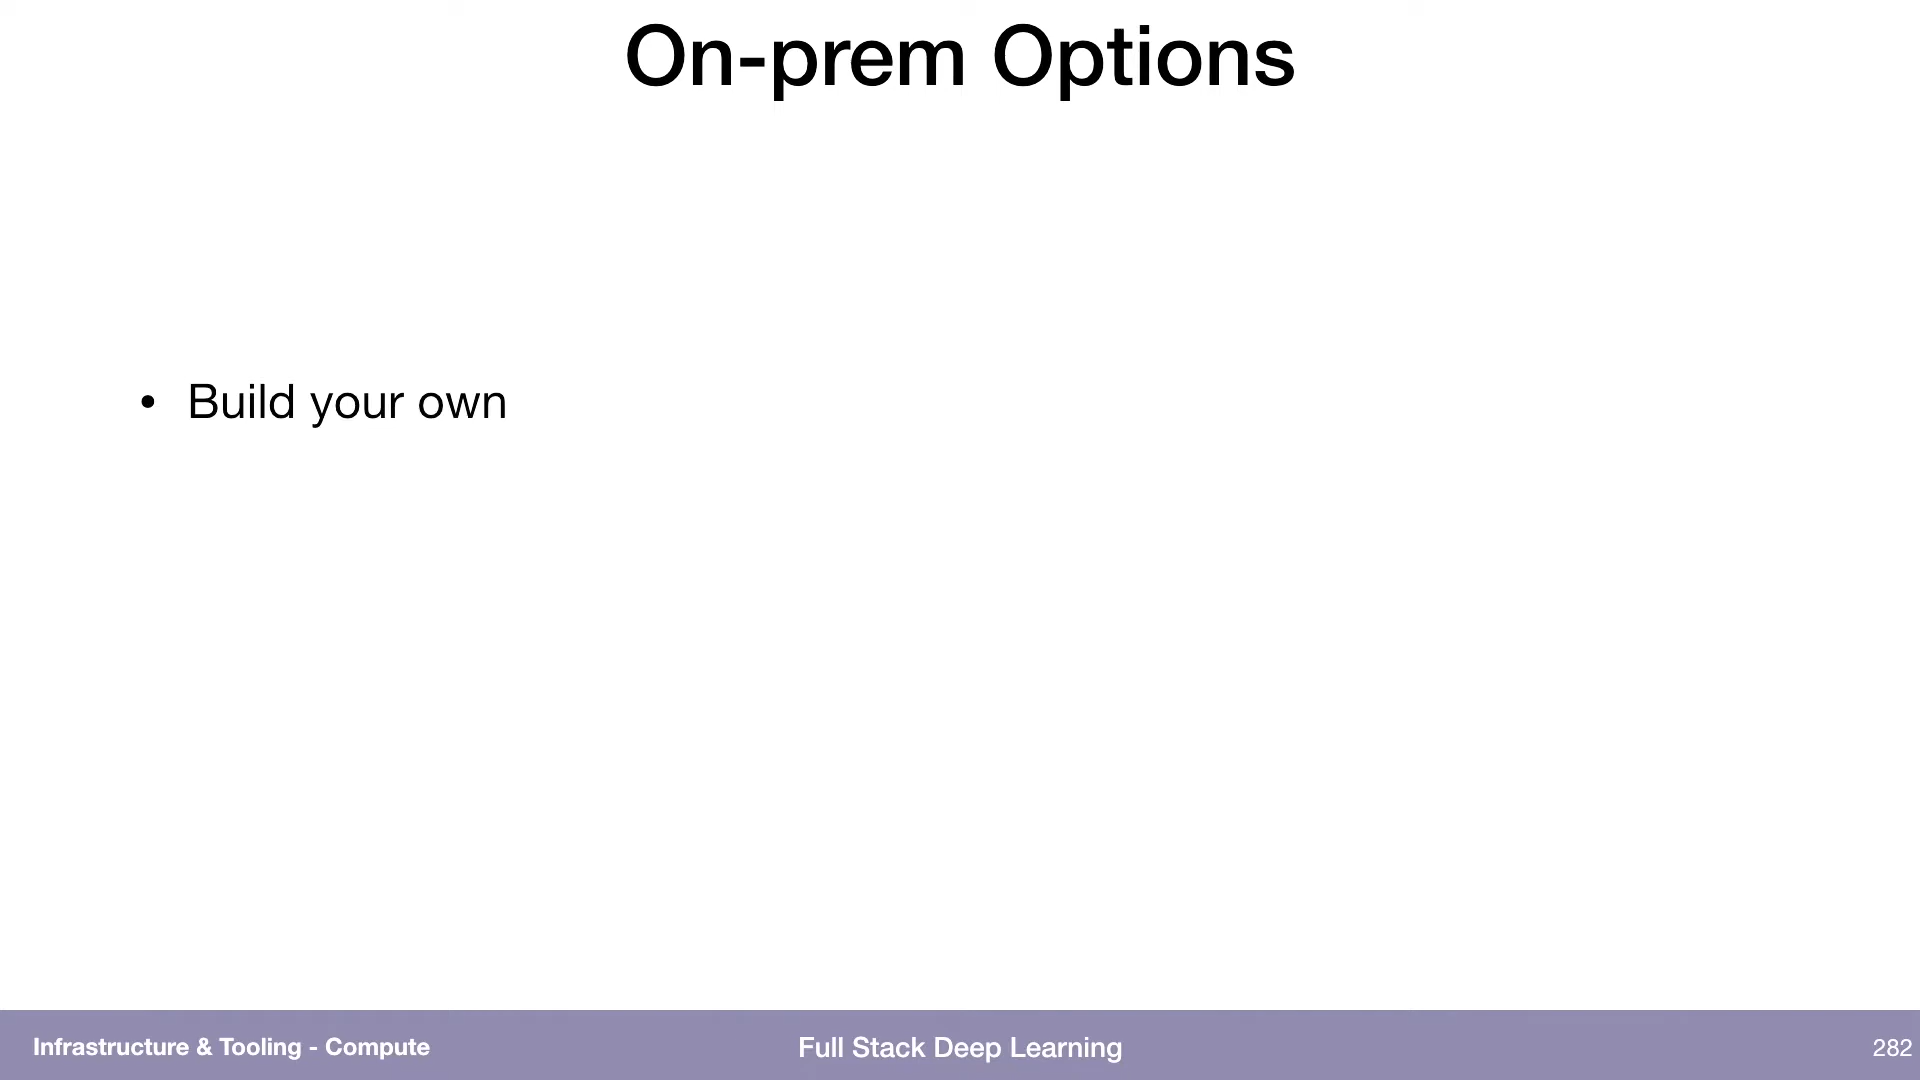 On-prem Options
• Build your own
Infrastructure & Tooling - Compute
Full Stack Deep Learning
282